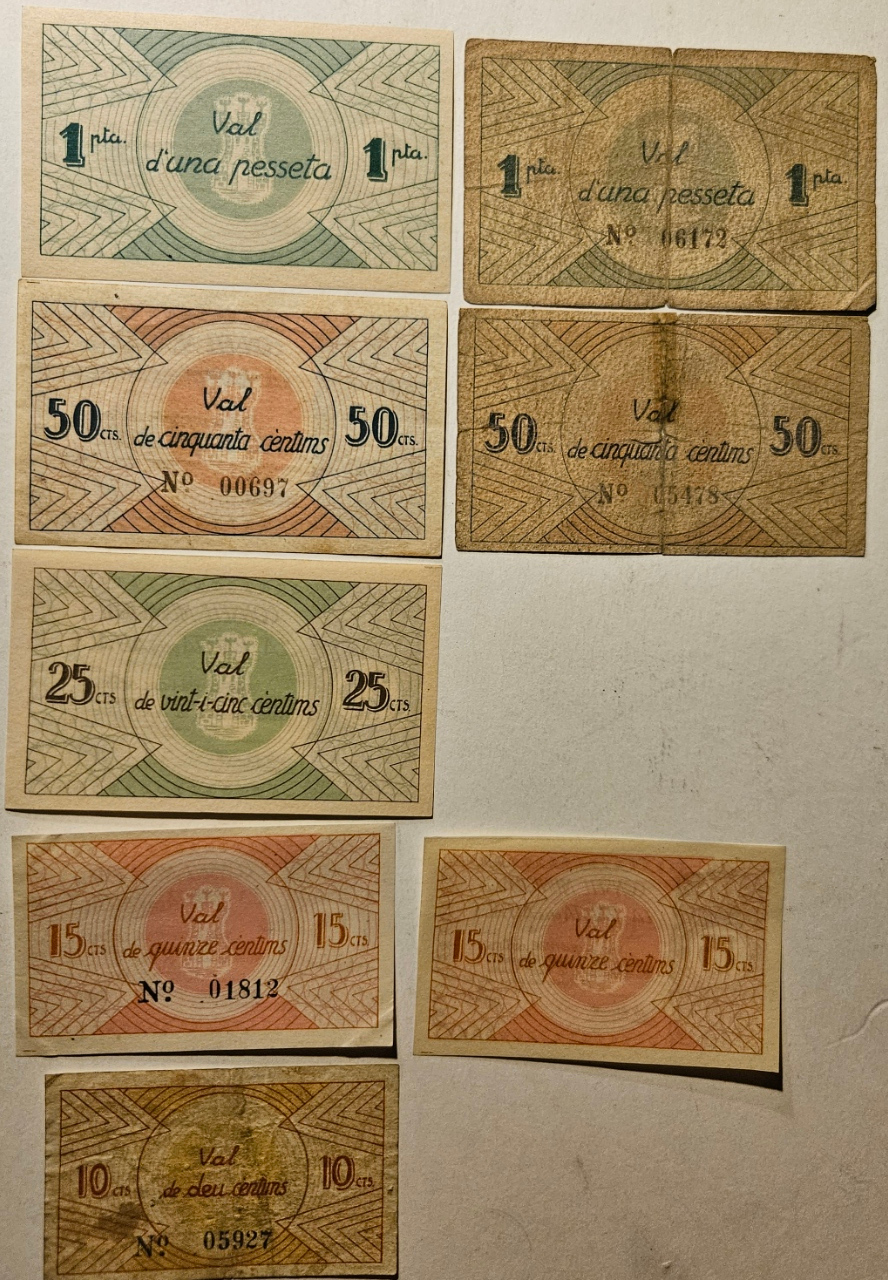 Val
1 pta. d'una pesseta 1 pta.
Val
1 pta. d'una pesseta 1 pta.
Nº 06172
Val
50 CTS. de cinquanta cèntims 50 CTS.
Nº 00697
Val
50 CTS. de cinquanta cèntims 50 CTS.
Nº 05478
Val
25 CTS de vint-i-cinc cèntims 25 CTS.
Val
15 CTS de quinze cèntims 15 CTS.
Nº 01812
Val
15 CTS de quinze cèntims 15 CTS.
Val
10 CTS de deu cèntims 10 CTS.
Nº 05927